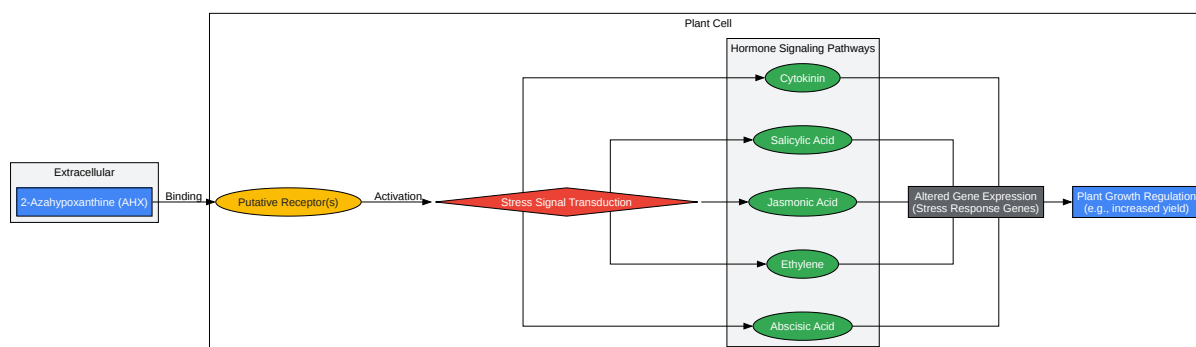 Plant Cell
Hormone Signaling Pathways
Cytokinin
Salicylic Acid
Extracellular
2-Azahypoxanthine (AHX)
Binding
Putative Receptor(s)
Activation
Stress Signal Transduction
Jasmonic Acid
Altered Gene Expression
(Stress Response Genes)
Plant Growth Regulation
(e.g., increased yield)
Ethylene
Abscisic Acid